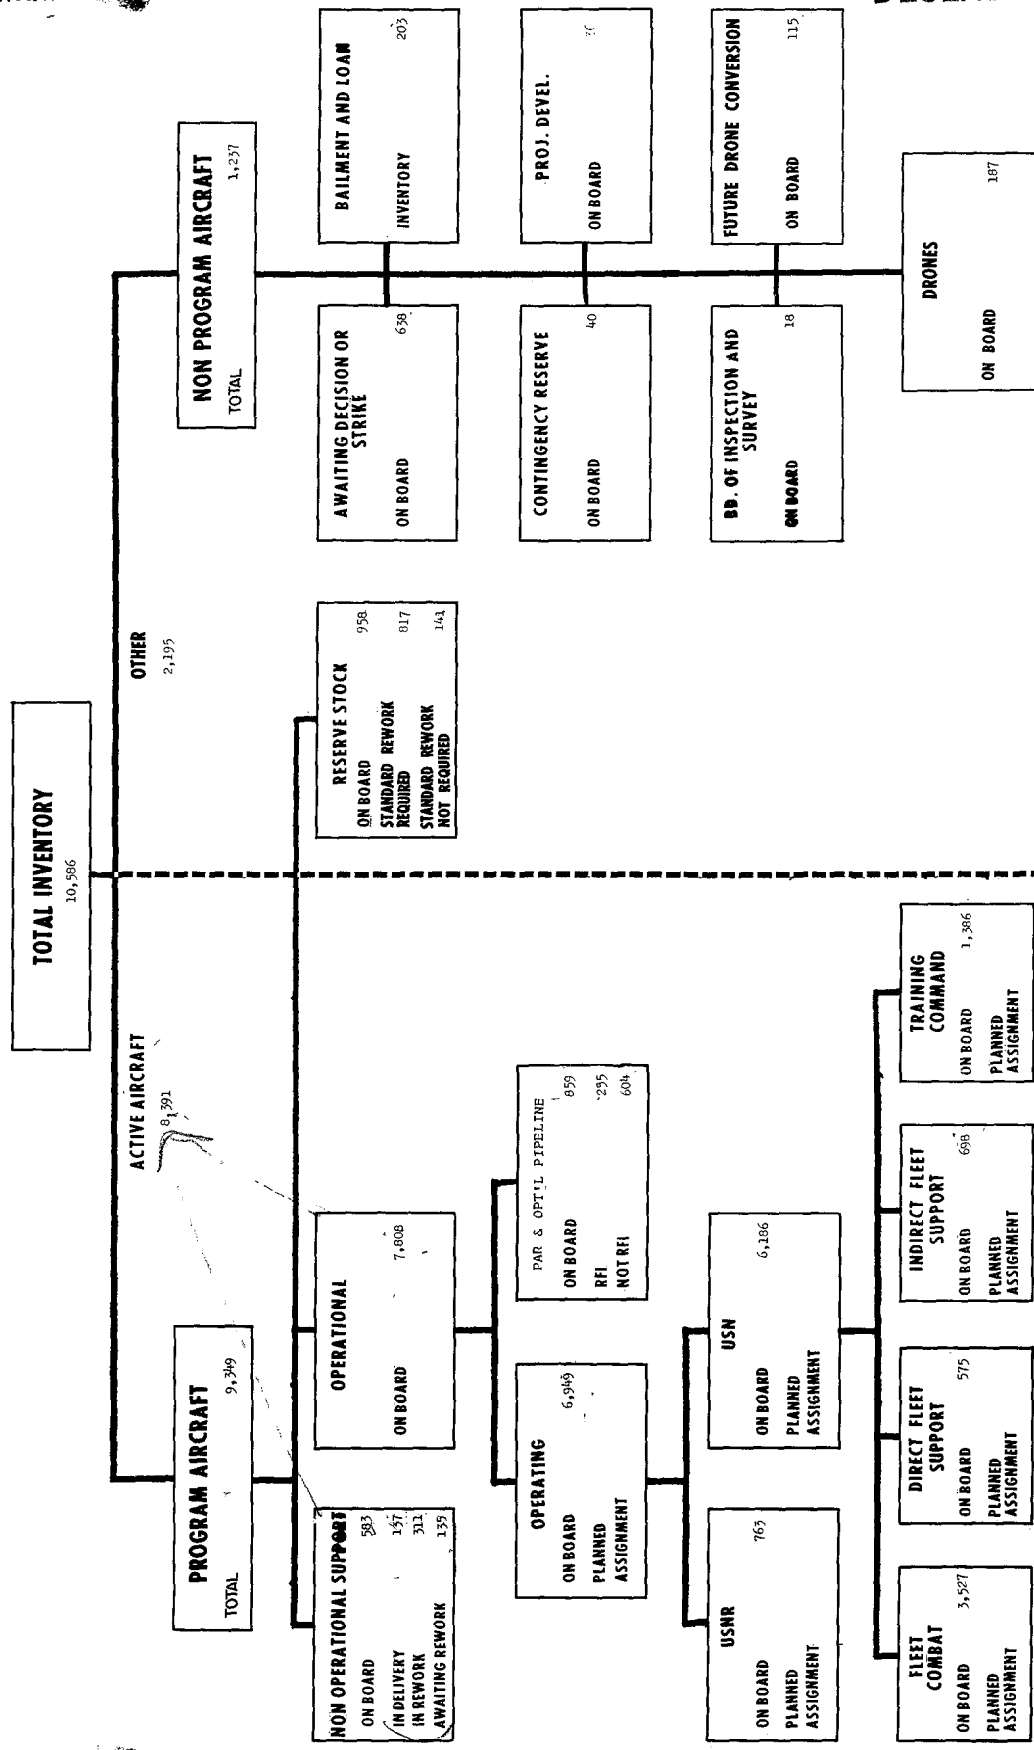 TOTAL INVENTORY
10,586
ACTIVE AIRCRAFT
8,391
OTHER
2,195
PROGRAM AIRCRAFT
TOTAL 9,349
NON PROGRAM AIRCRAFT
TOTAL 1,237
NON OPERATIONAL SUPPORT
ON BOARD 583
IN DELIVERY
IN REWORK
AWAITING REWORK 139
OPERATIONAL
ON BOARD 7,808
RESERVE STOCK
ON BOARD 958
STANDARD REWORK
REQUIRED 817
STANDARD REWORK
NOT REQUIRED 141
AWAITING DECISION OR
STRIKE
ON BOARD 638
BAILMENT AND LOAN
INVENTORY 203
OPERATING
ON BOARD 6,949
PLANNED
ASSIGNMENT
PAR & OPT'L PIPELINE
ON BOARD 859
RFI 255
NOT RFI 604
CONTINGENCY RESERVE
ON BOARD 40
PROJ. DEVEL.
ON BOARD
USNR
ON BOARD 763
PLANNED
ASSIGNMENT
USN
ON BOARD 6,186
PLANNED
ASSIGNMENT
BD. OF INSPECTION AND
SURVEY
ON BOARD 18
FUTURE DRONE CONVERSION
ON BOARD 115
FLEET
COMBAT
ON BOARD 3,527
PLANNED
ASSIGNMENT
DIRECT FLEET
SUPPORT
ON BOARD 575
PLANNED
ASSIGNMENT
INDIRECT FLEET
SUPPORT
ON BOARD 698
PLANNED
ASSIGNMENT
TRAINING
COMMAND
ON BOARD 1,386
PLANNED
ASSIGNMENT
DRONES
ON BOARD 187